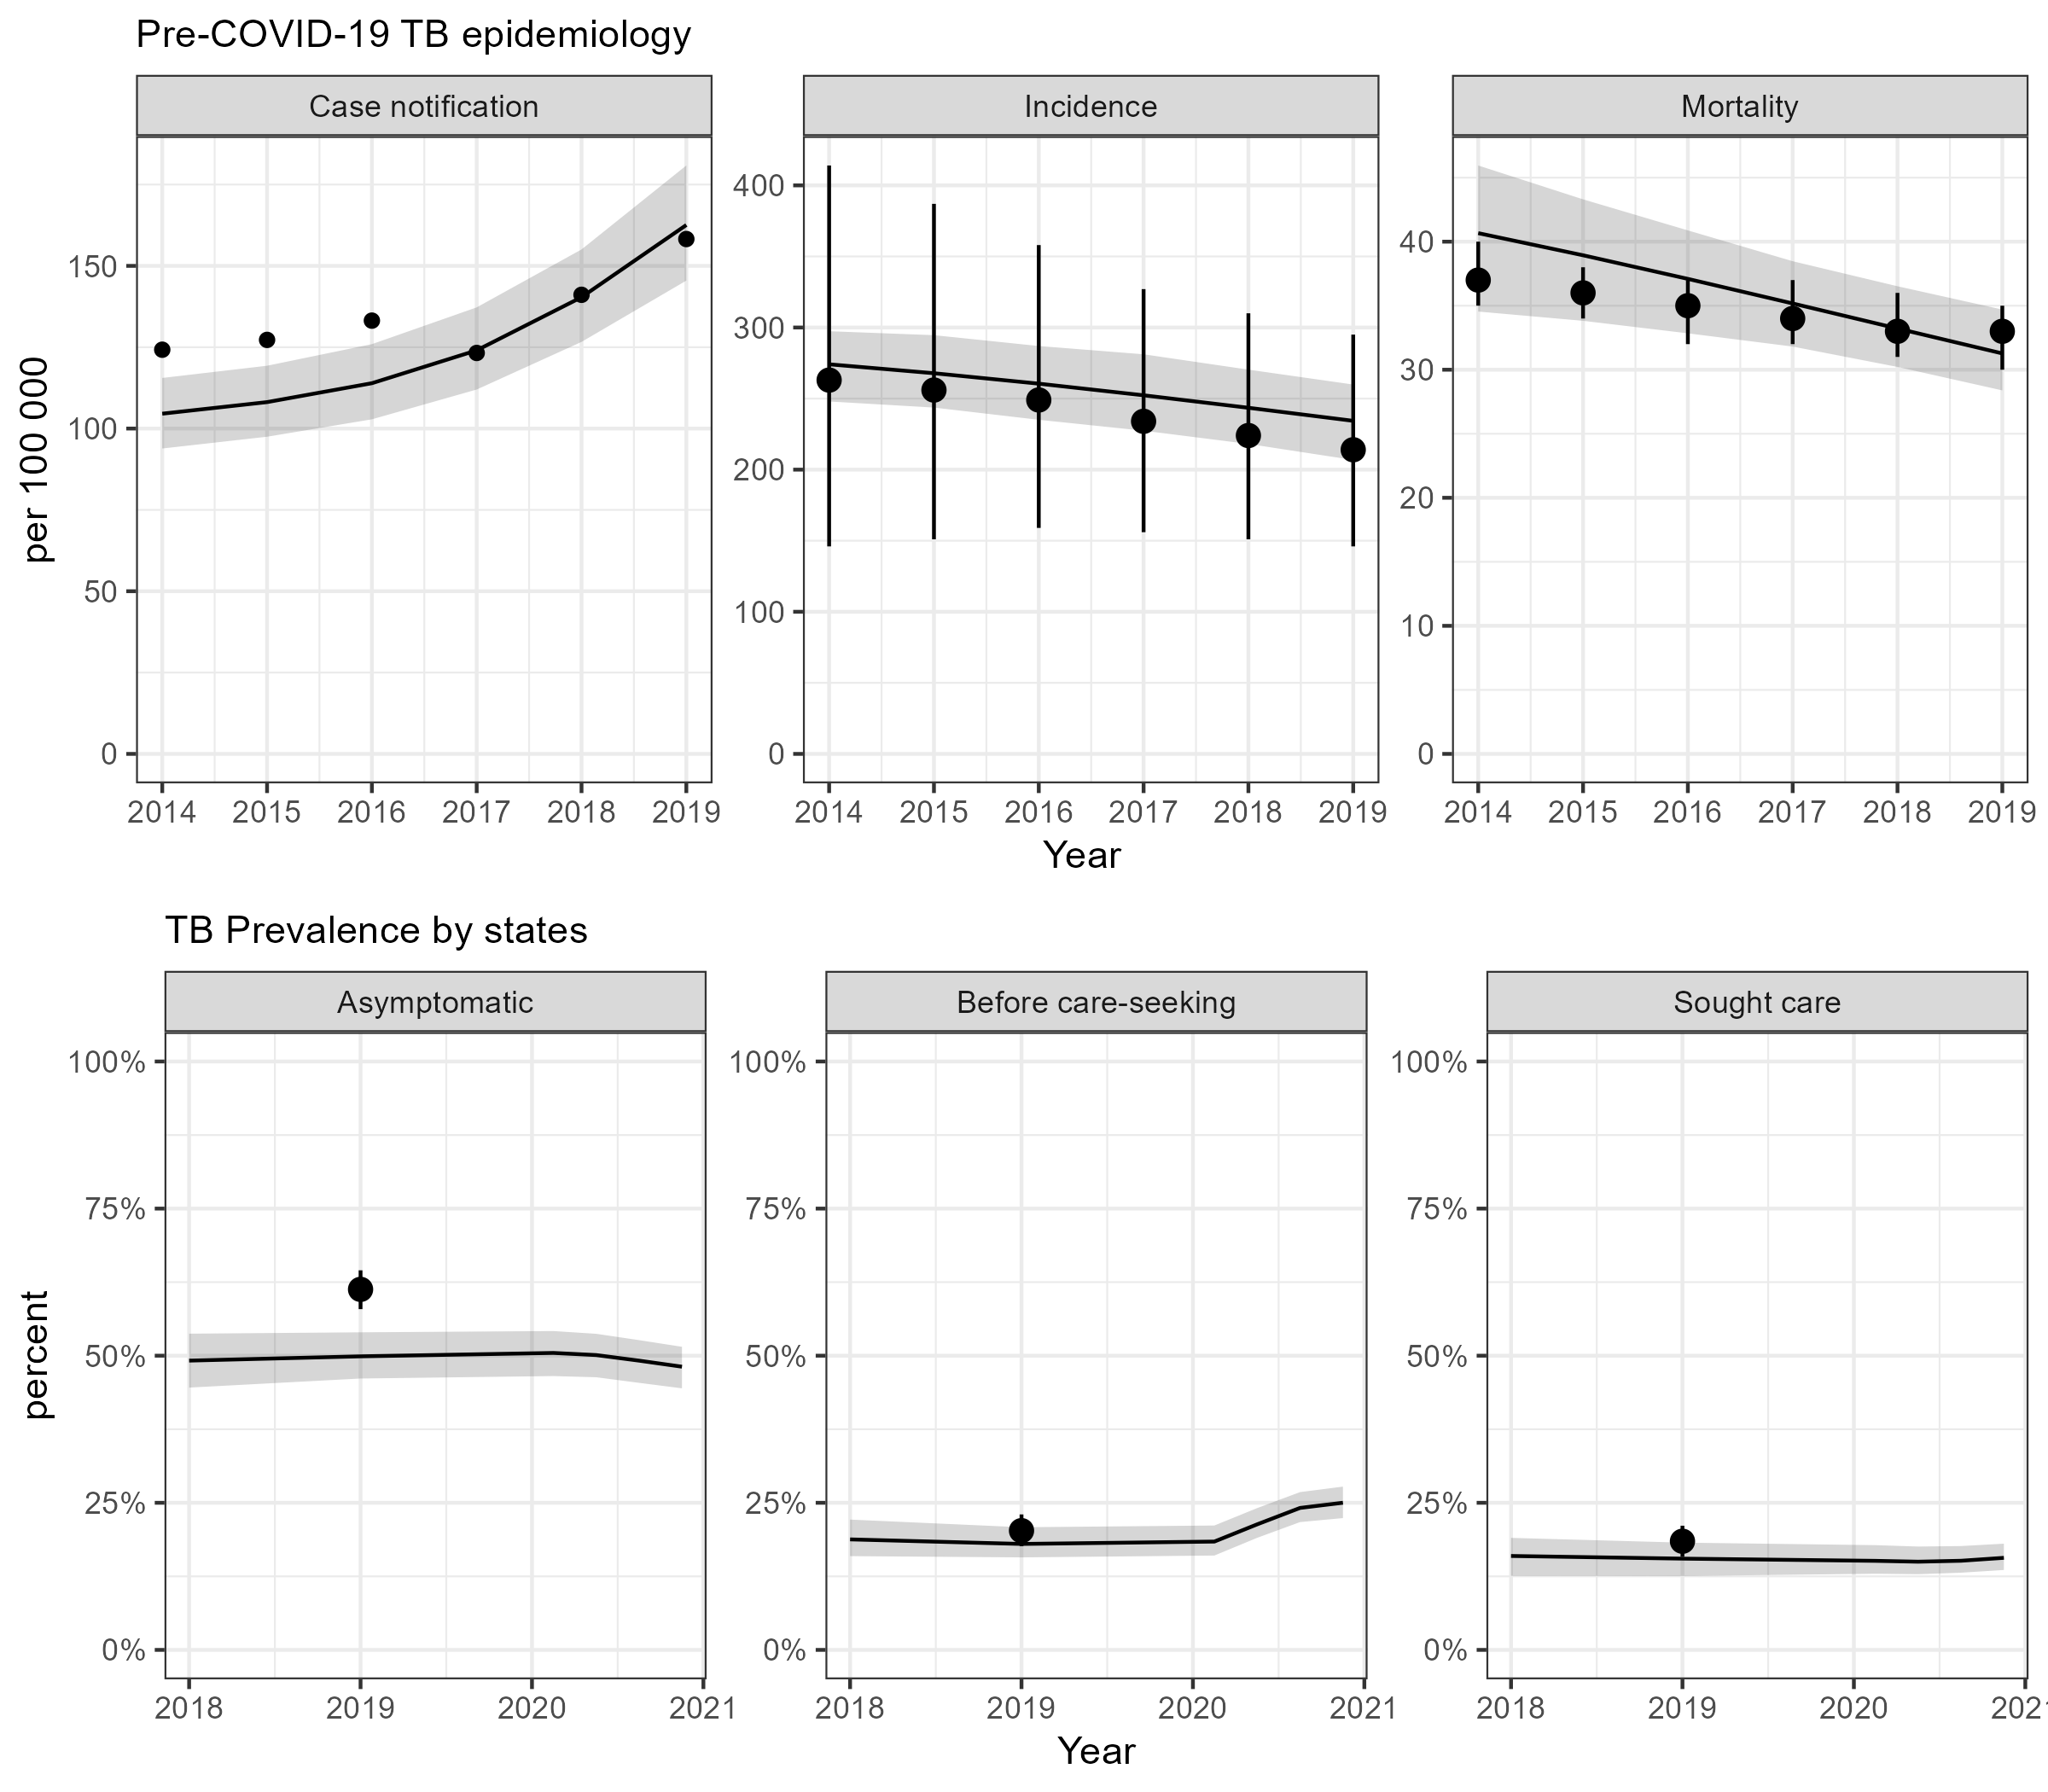 Pre-COVID-19 TB epidemiology
Case notification
Incidence
Mortality
per 100 000
150
100
50
0
400
300
200
100
0
40
30
20
10
0
2014 2015 2016 2017 2018 2019
2014 2015 2016 2017 2018 2019
2014 2015 2016 2017 2018 2019
Year
TB Prevalence by states
Asymptomatic
Before care-seeking
Sought care
percent
100%
75%
50%
25%
0%
100%
75%
50%
25%
0%
100%
75%
50%
25%
0%
2018 2019 2020 2021
2018 2019 2020 2021
2018 2019 2020 2021
Year